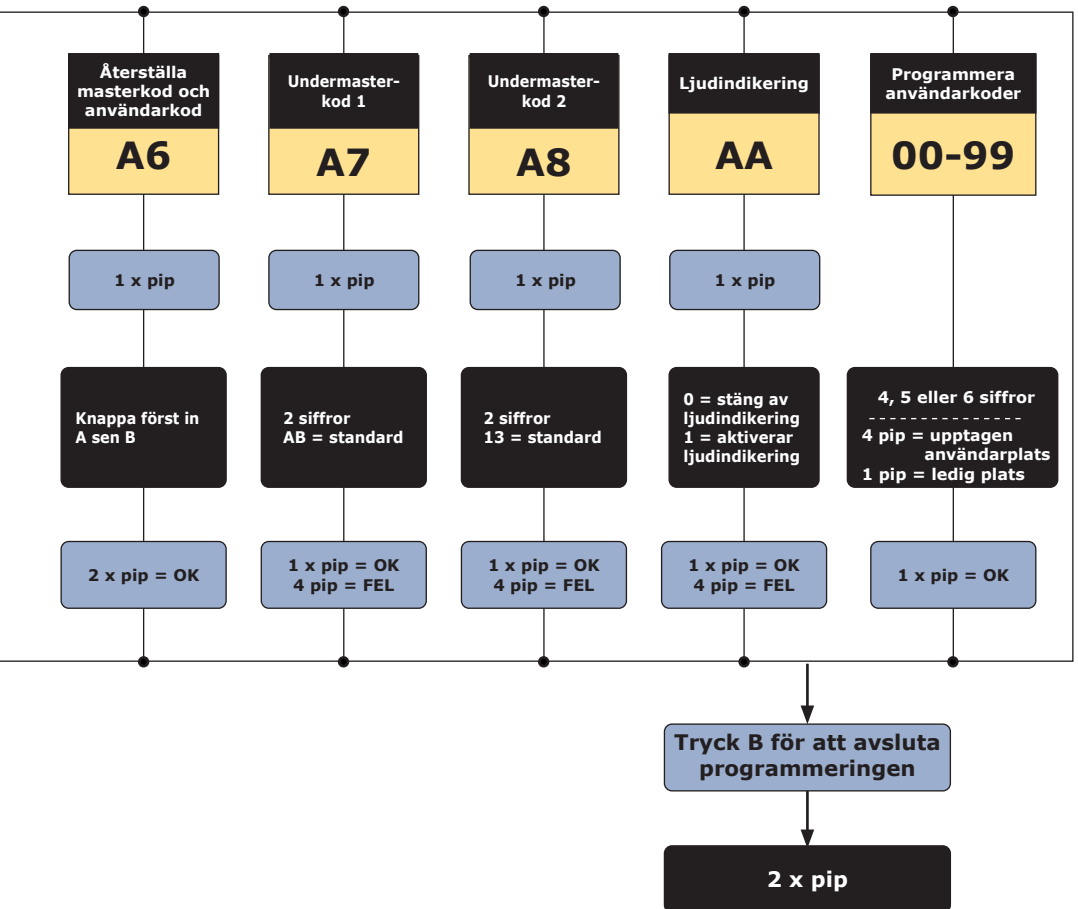 Återställa
masterkod och
användarkod
A6
1 x pip
Knappa först in
A sen B
2 x pip = OK
Undermaster-
kod 1
A7
1 x pip
2 siffror
AB = standard
1 x pip = OK
4 pip = FEL
Undermaster-
kod 2
A8
1 x pip
2 siffror
13 = standard
1 x pip = OK
4 pip = FEL
Ljudindikering
AA
1 x pip
0 = stäng av
ljudindikering
1 = aktiverar
ljudindikering
1 x pip = OK
4 pip = FEL
Programmera
användarkoder
00-99
4, 5 eller 6 siffror
- - - - - - - - - - - - - - -
4 pip = upptagen
användarplats
1 pip = ledig plats
1 x pip = OK
Tryck B för att avsluta
programmeringen
2 x pip